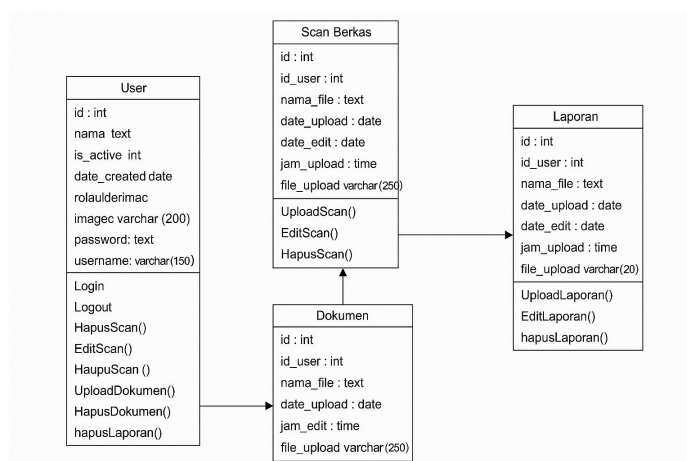 User
id : int
nama text
is_active int
date_created date
rolaulderimac
imagec varchar (200)
password: text
username: varchar(150)
Login
Logout
HapusScan()
EditScan()
HaupuScan ()
UploadDokumen()
HapusDokumen()
hapusLaporan()
Scan Berkas
id : int
id_user : int
nama_file : text
date_upload : date
date_edit : date
jam_upload : time
file_upload varchar(250)
UploadScan()
EditScan()
HapusScan()
Dokumen
id : int
id_user : int
nama_file : text
date_upload : date
jam_edit : time
file_upload varchar(250)
Laporan
id : int
id_user : int
nama_file : text
date_upload : date
date_edit : date
jam_upload : time
file_upload varchar(20)
UploadLaporan()
EditLaporan()
hapusLaporan()